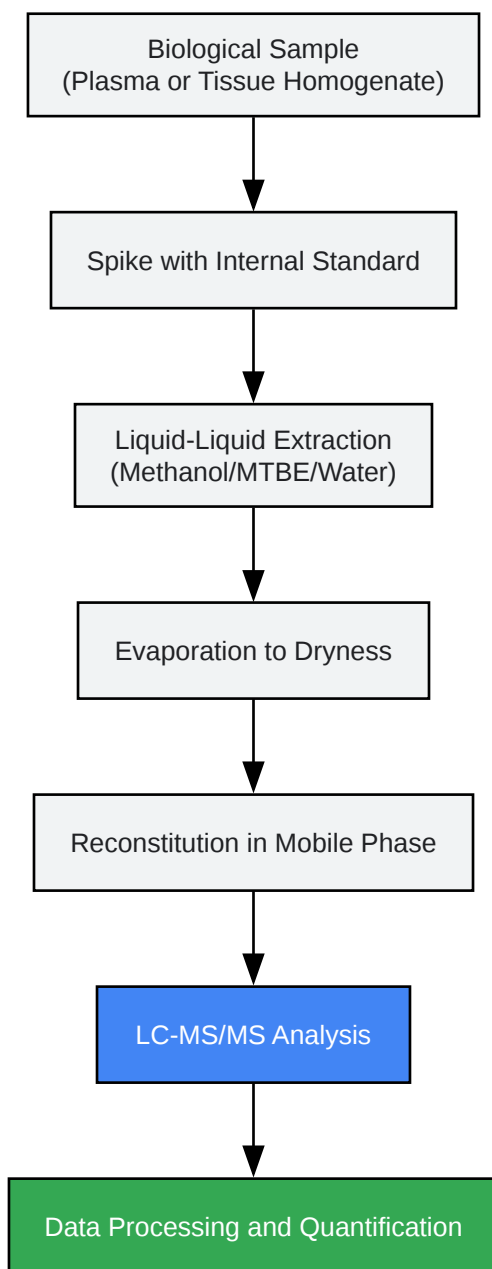 Biological Sample
(Plasma or Tissue Homogenate)
Spike with Internal Standard
Liquid-Liquid Extraction
(Methanol/MTBE/Water)
Evaporation to Dryness
Reconstitution in Mobile Phase
LC-MS/MS Analysis
Data Processing and Quantification